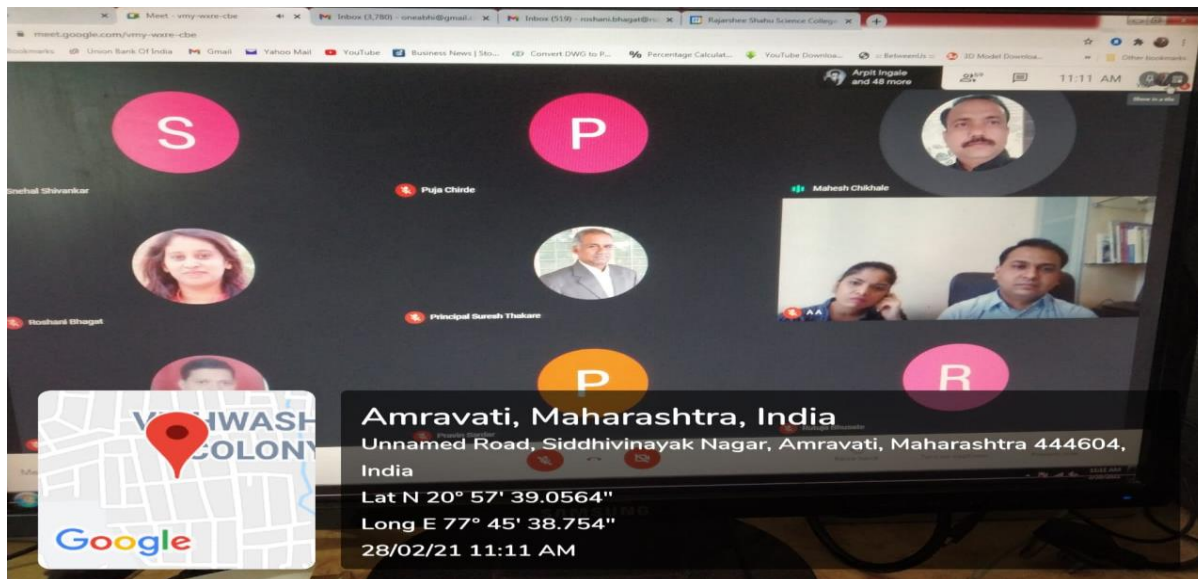 Meet - vmy-wxre-cbe
Inbox (3,780) - oneabhi@gmail.c
Inbox (519) - roshani.bhagat@
Rajarshee Shahu Science College
meet.google.com/vmy-wxre-cbe
Bookmarks
Union Bank Of India
Gmail
Yahoo Mail
YouTube
Business News | Sto...
Convert DWG to P...
Percentage Calculat...
YouTube Downloa...
3D Model Downloa...
Other bookmarks
Arpit Ingale
and 48 more
11:11 AM
S
P
Snehal Shivankar
Puja Chirde
Mahesh Chikhale
Roshani Bhagat
Principal Suresh Thakare
AA
P
R
COLONY
Google
Amravati, Maharashtra, India
Unnamed Road, Siddhivinayak Nagar, Amravati, Maharashtra 444604,
India
Lat N 20° 57' 39.0564"
Long E 77° 45' 38.754"
28/02/21 11:11 AM
SAMSUNG